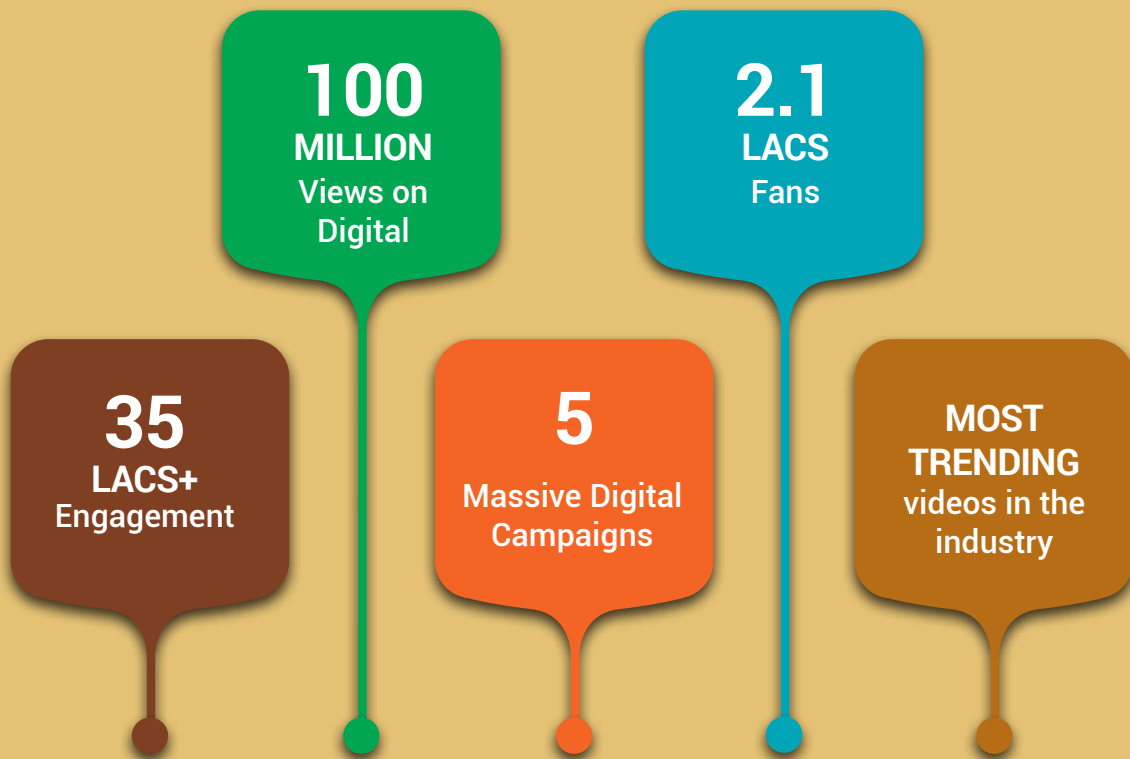 100
MILLION
Views on
Digital
2.1
LACS
Fans
35
LACS+
Engagement
5
Massive Digital
Campaigns
MOST
TRENDING
videos in the
industry